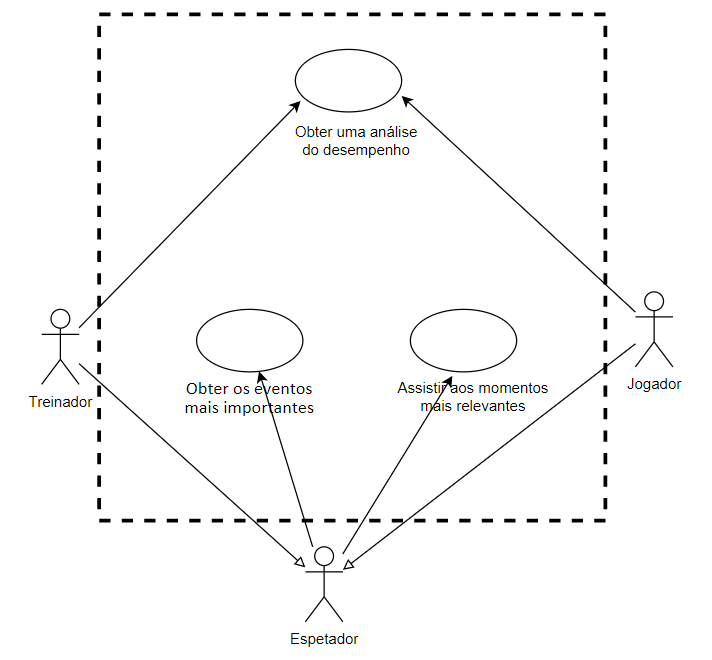 Obter uma análise
do desempenho
Obter os eventos
mais importantes
Assistir aos momentos
mais relevantes
Treinador
Jogador
Espetador